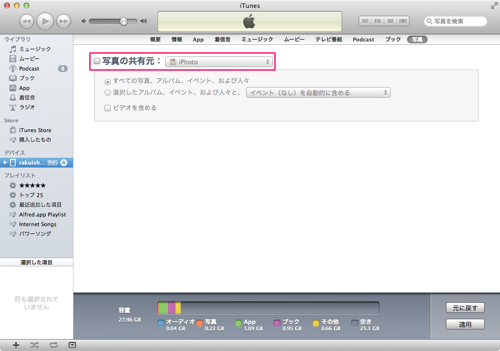 iTunes
写真を検索
ライブラリ
ミュージック
ムービー
Podcast
ブック
App
着信音
ラジオ
Store
iTunes Store
購入したもの
デバイス
rakuish...
プレイリスト
★★★★★
トップ 25
最近追加した項目
Alfred.app Playlist
Internet Songs
パワーソング
選択した項目
何も選択されて
いません
概要 情報 App 着信音 ミュージック ムービー テレビ番組 Podcast ブック 写真
写真の共有元： iPhoto
すべての写真、アルバム、イベント、および人々
選択したアルバム、イベント、および人々と、 イベント（なし）を自動的に含める
ビデオを含める
容量
27.96 GB
オーディオ 写真 App ブック その他 空き
0.04 GB 0.22 GB 1.09 GB 0.95 GB 0.66 GB 25.1 GB
元に戻す
適用